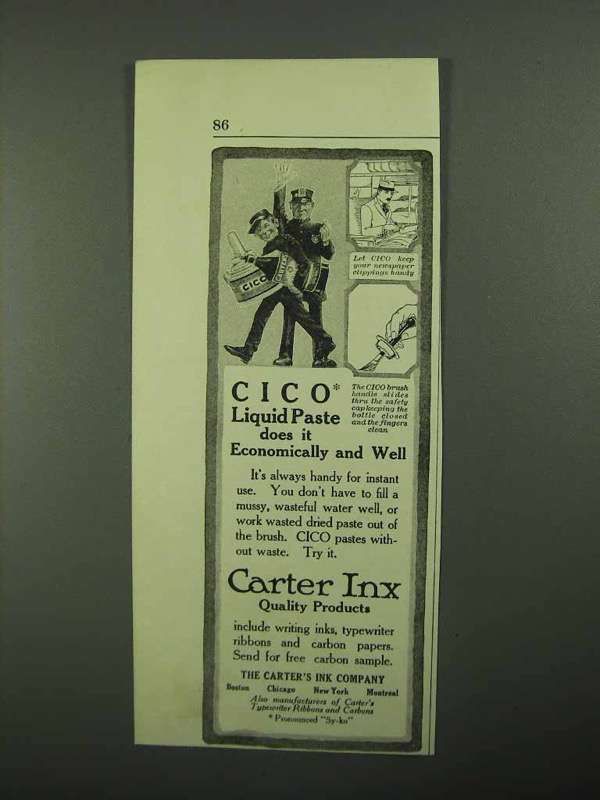 86
CICO
Let CICO keep
your newspaper
clippings handy
The CICO brush
handle slides
thru the safety
cap keeping the
bottle closed
and the fingers
clean
CICO*
Liquid Paste
does it
Economically and Well
It's always handy for instant
use. You don't have to fill a
mussy, wasteful water well, or
work wasted dried paste out of
the brush. CICO pastes with-
out waste. Try it.
Carter Inx
Quality Products
include writing inks, typewriter
ribbons and carbon papers.
Send for free carbon sample.
THE CARTER'S INK COMPANY
Boston Chicago New York Montreal
Also manufacturers of Carter's
Typewriter Ribbons and Carbons
* Pronounced "Sy-ko"